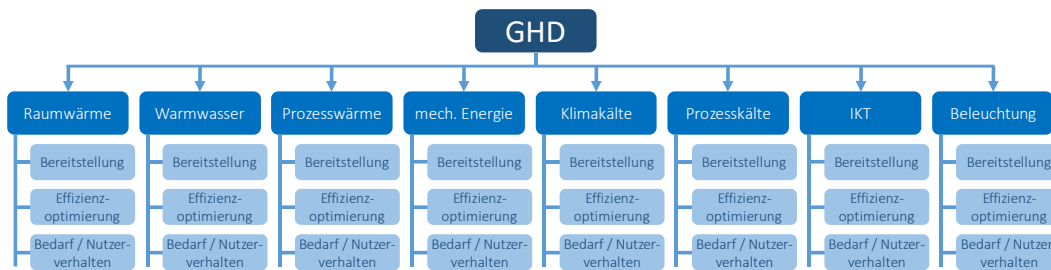 GHD
Raumwärme
Warmwasser
Prozesswärme
mech. Energie
Klimakälte
Prozesskälte
IKT
Beleuchtung
Bereitstellung
Bereitstellung
Bereitstellung
Bereitstellung
Bereitstellung
Bereitstellung
Bereitstellung
Bereitstellung
Effizienz-
optimierung
Effizienz-
optimierung
Effizienz-
optimierung
Effizienz-
optimierung
Effizienz-
optimierung
Effizienz-
optimierung
Effizienz-
optimierung
Effizienz-
optimierung
Bedarf / Nutzer-
verhalten
Bedarf / Nutzer-
verhalten
Bedarf / Nutzer-
verhalten
Bedarf / Nutzer-
verhalten
Bedarf / Nutzer-
verhalten
Bedarf / Nutzer-
verhalten
Bedarf / Nutzer-
verhalten
Bedarf / Nutzer-
verhalten